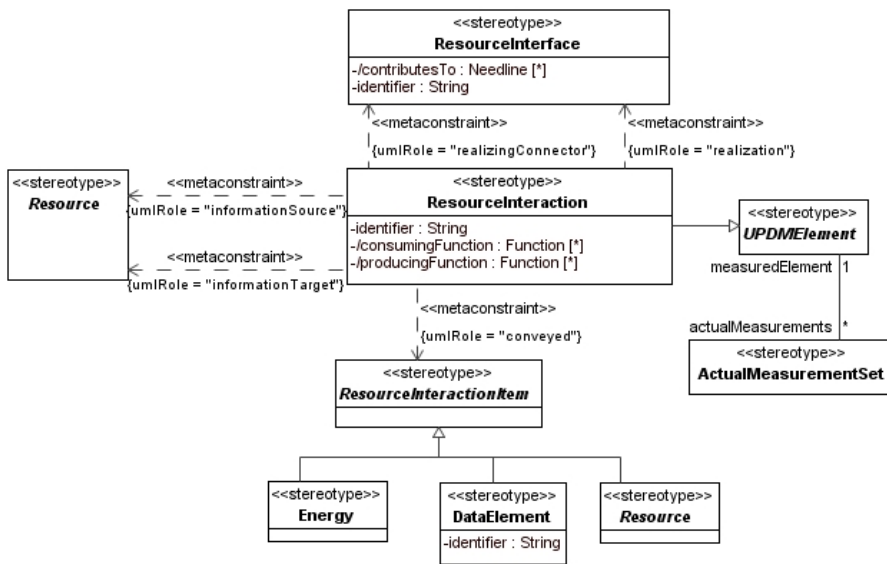 <<stereotype>>
ResourceInterface
-/contributesTo : Needline [*]
-identifier : String
<<metaconstraint>>
{umlRole = "realizingConnector"}
<<metaconstraint>>
{umlRole = "realization"}
<<stereotype>>
Resource
<<metaconstraint>>
{umlRole = "informationSource"}
<<metaconstraint>>
{umlRole = "informationTarget"}
<<stereotype>>
ResourceInteraction
-identifier : String
-/consumingFunction : Function [*]
-/producingFunction : Function [*]
<<stereotype>>
UPDMElement
measuredElement
1
actualMeasurements
*
<<stereotype>>
ActualMeasurementSet
<<metaconstraint>>
{umlRole = "conveyed"}
<<stereotype>>
ResourceInteractionItem
<<stereotype>>
Energy
<<stereotype>>
DataElement
-identifier : String
<<stereotype>>
Resource